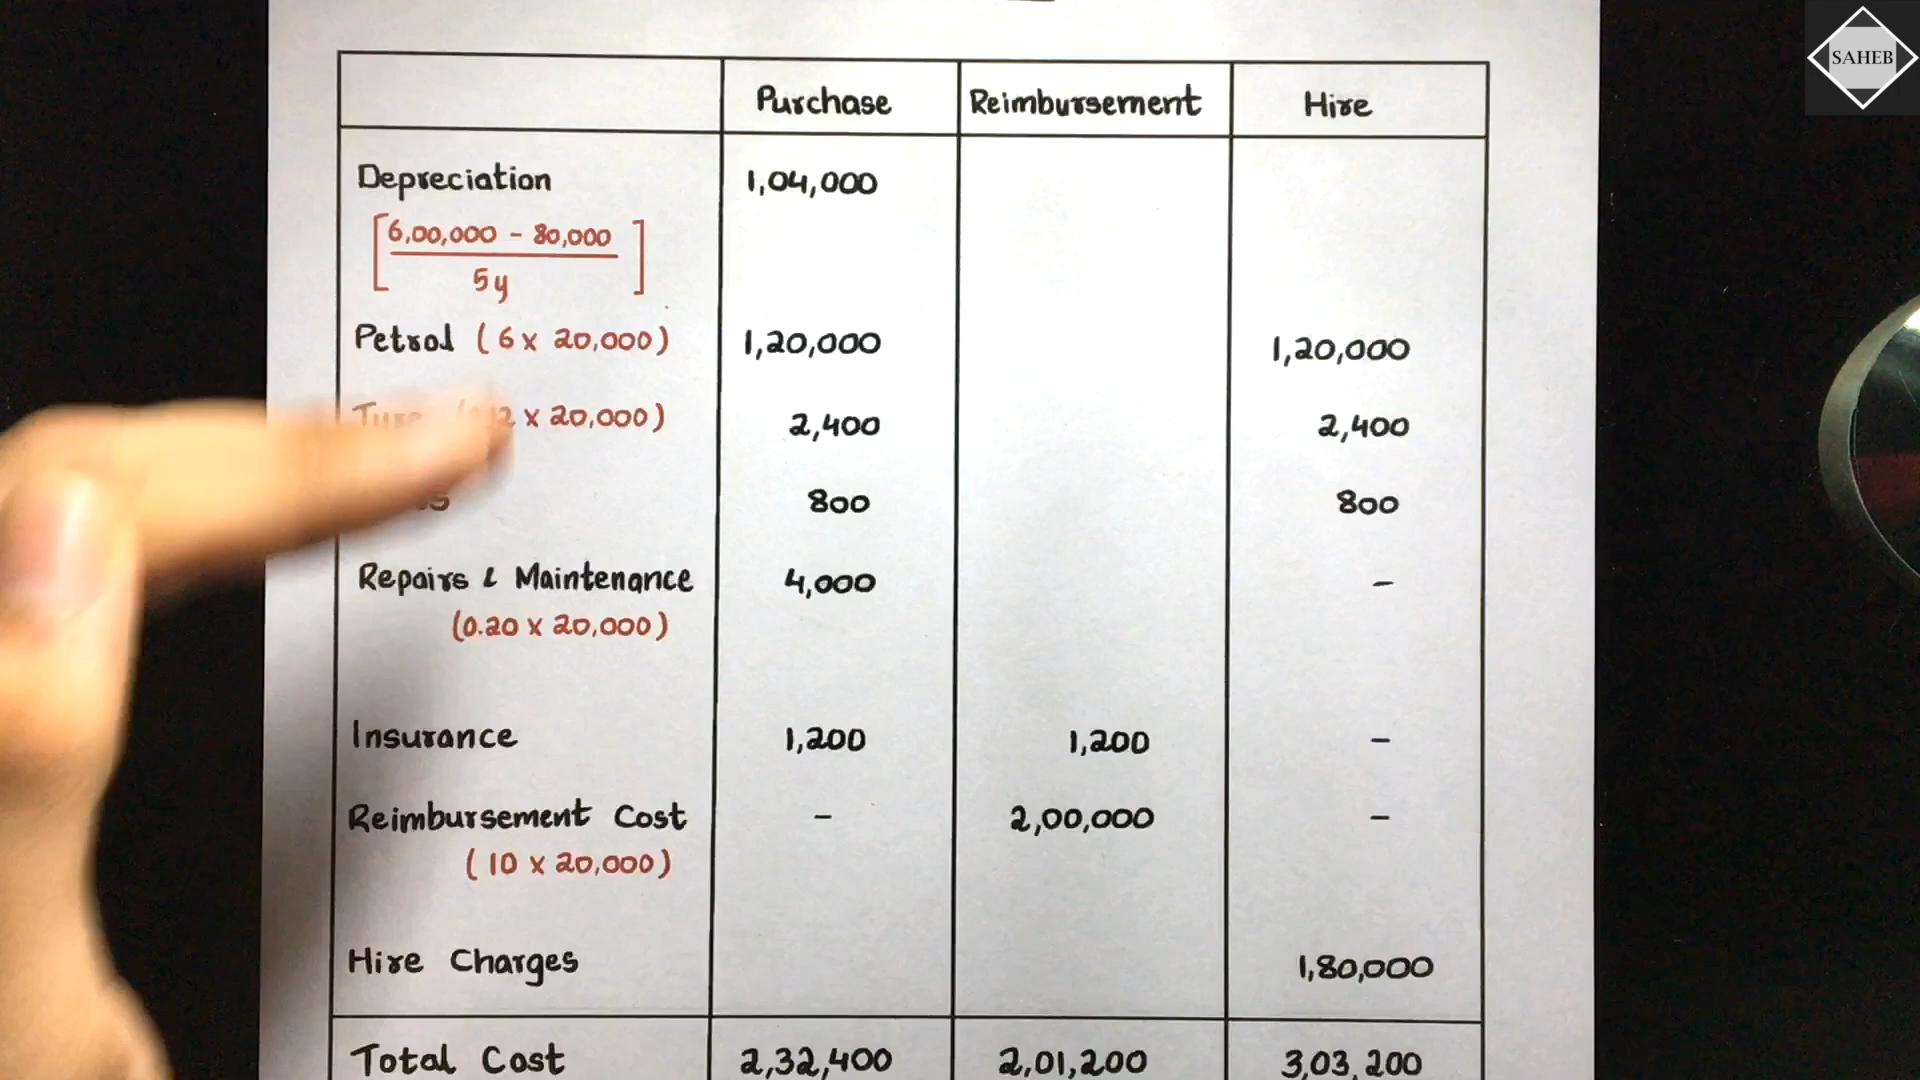 SAHEB
Purchase Reimbursement Hire
Depreciation 1,04,000
[6,00,000 - 80,000
5y]
Petrol (6 x 20,000) 1,20,000 1,20,000
x 20,000) 2,400 2,400
800 800
Repairs & Maintenance 4,000 -
(0.20 x 20,000)
Insurance 1,200 1,200 -
Reimbursement Cost - 2,00,000 -
(10 x 20,000)
Hire Charges 1,80,000
Total Cost 2,32,400 2,01,200 3,03,200